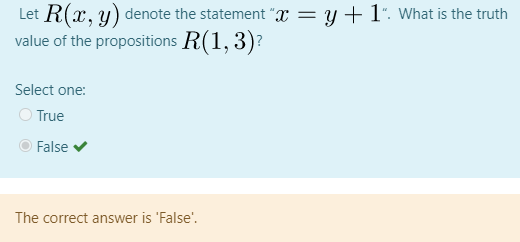 Let R(x, y) denote the statement "x = y + 1". What is the truth
value of the propositions R(1, 3)?
Select one:
True
False ✔
The correct answer is 'False'.